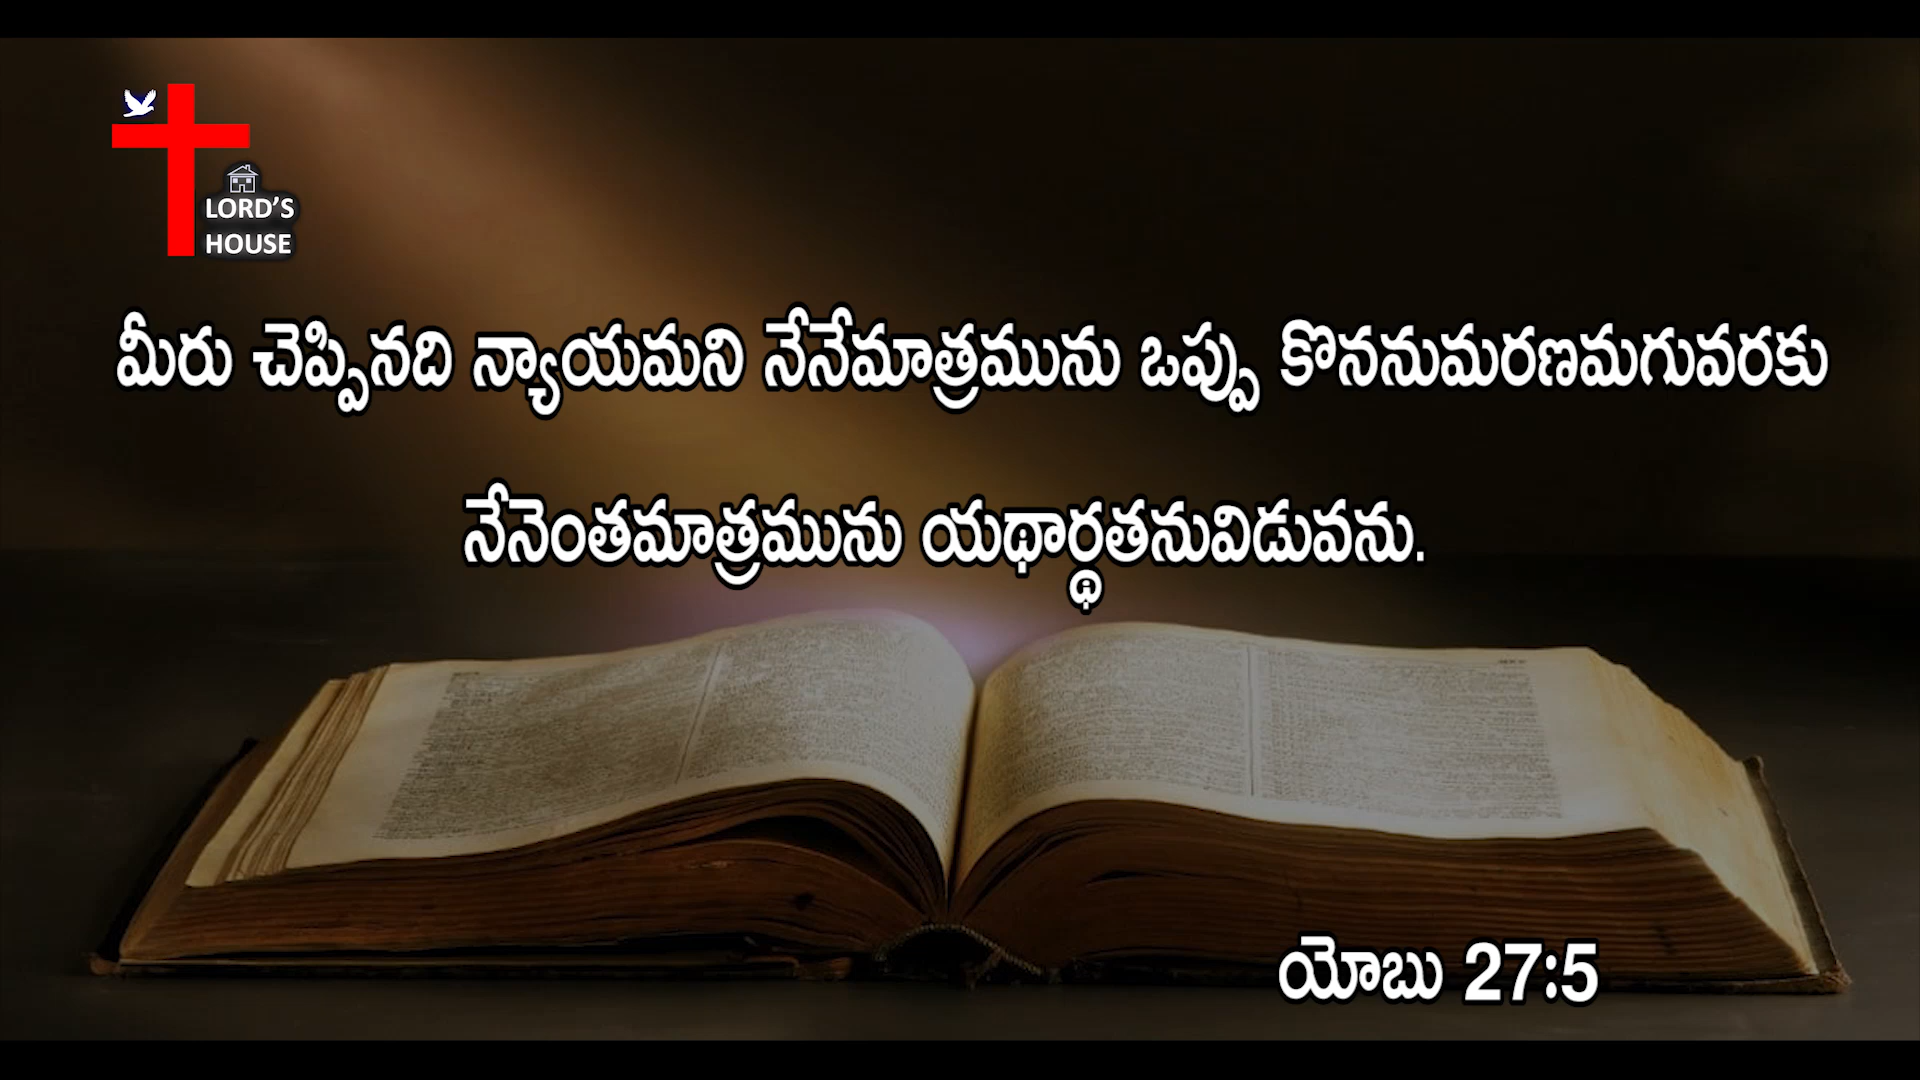 LORD'S
HOUSE
మీరు చెప్పినది న్యాయమని నేనేమాత్రమును ఒప్పు కొననుమరణమగువరకు
నేనెంతమాత్రమును యథార్థతనువిడువను.
యోబు 27:5